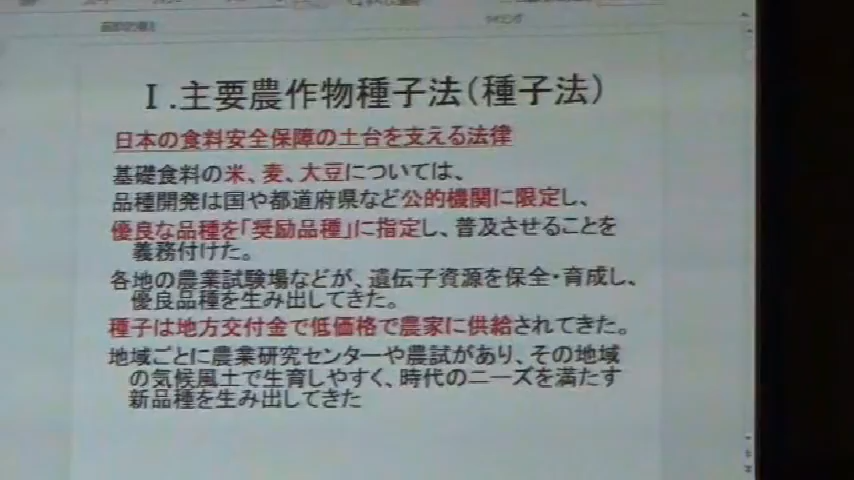 Ⅰ.主要農作物種子法(種子法)
日本の食料安全保障の土台を支える法律
基礎食料の米、麦、大豆については、
品種開発は国や都道府県など公的機関に限定し、
優良な品種を「奨励品種」に指定し、普及させることを
義務付けた。
各地の農業試験場などが、遺伝子資源を保全・育成し、
優良品種を生み出してきた。
種子は地方交付金で低価格で農家に供給されてきた。
地域ごとに農業研究センターや農試があり、その地域
の気候風土で生育しやすく、時代のニーズを満たす
新品種を生み出してきた